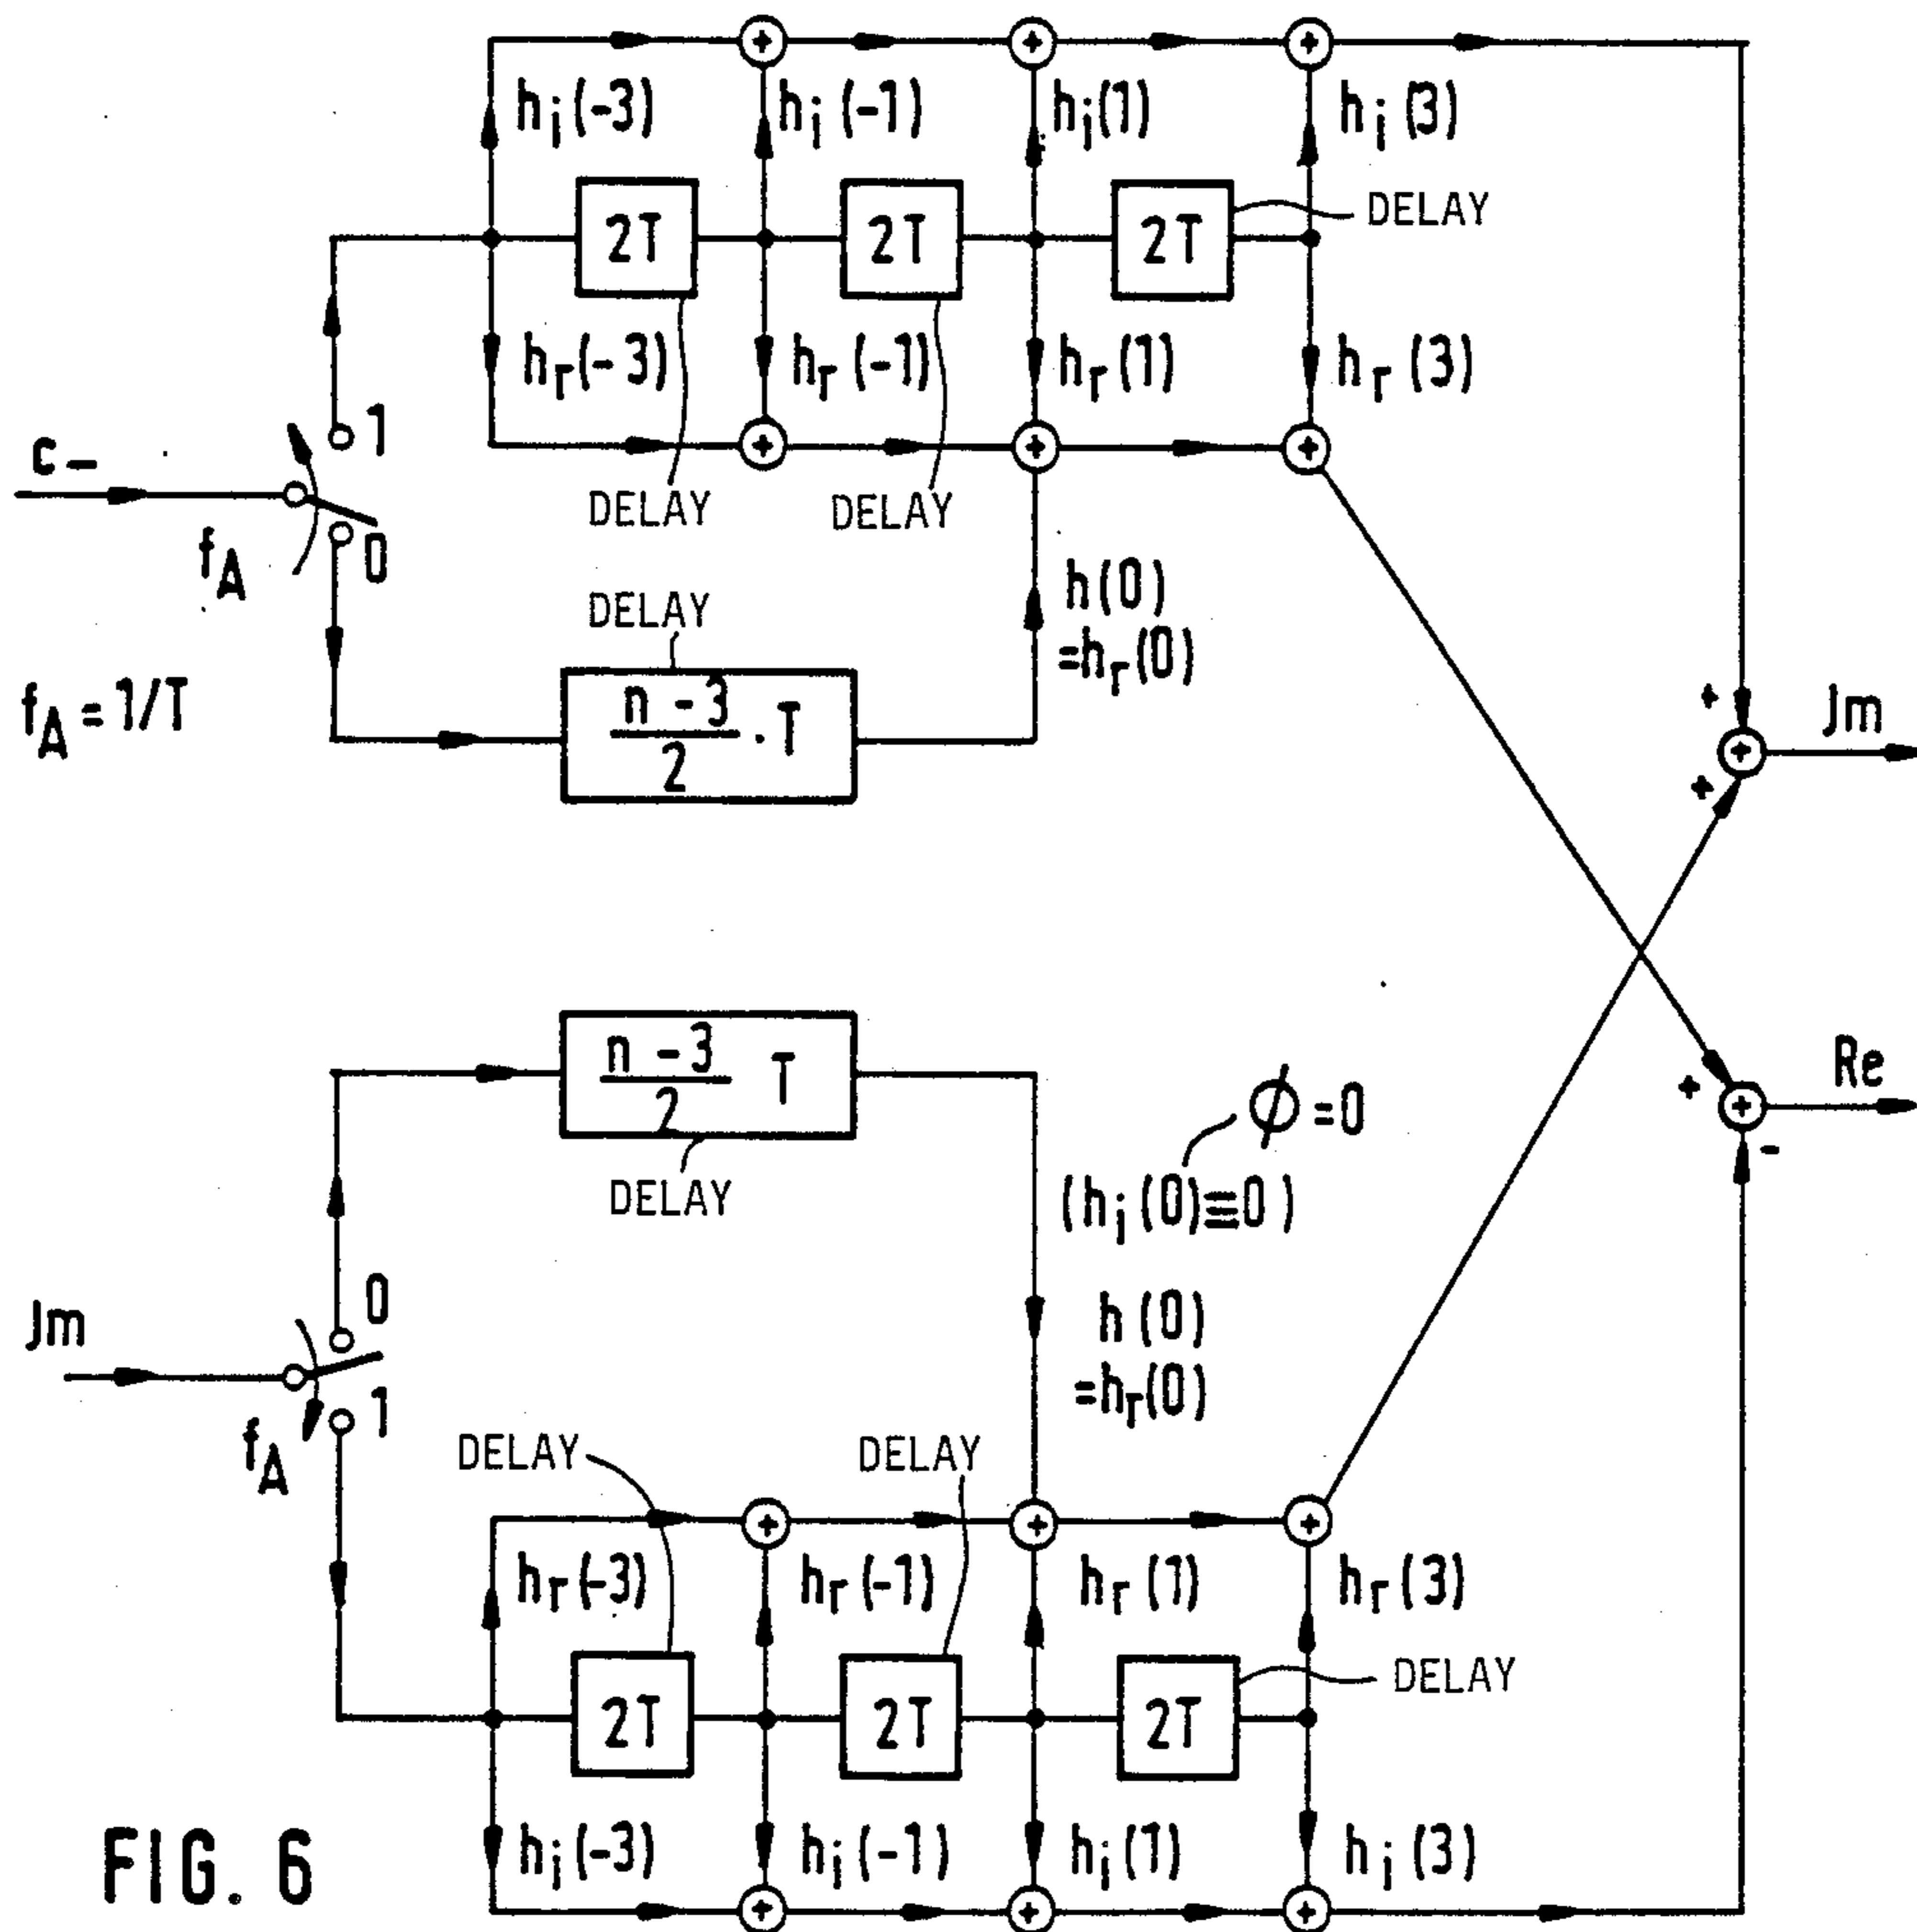 hi(-3) hi(-1) hi(1) hi(3)
2T 2T 2T DELAY
hr(-3) hr(-1) hr(1) hr(3)
1
c-
DELAY DELAY
fA 0
DELAY
h(0)
=hr(0)
n-3/2 . T
fA = 1/T
+ Jm
+
+
n-3/2 T
Re
+ +
-
ϕ=0
DELAY
(hi(0)≡0)
0
Jm
h(0)
=hr(0)
1
fA
DELAY DELAY
hr(-3) hr(-1) hr(1) hr(3)
2T 2T 2T DELAY
hi(-3) hi(-1) hi(1) hi(3)
FIG. 6